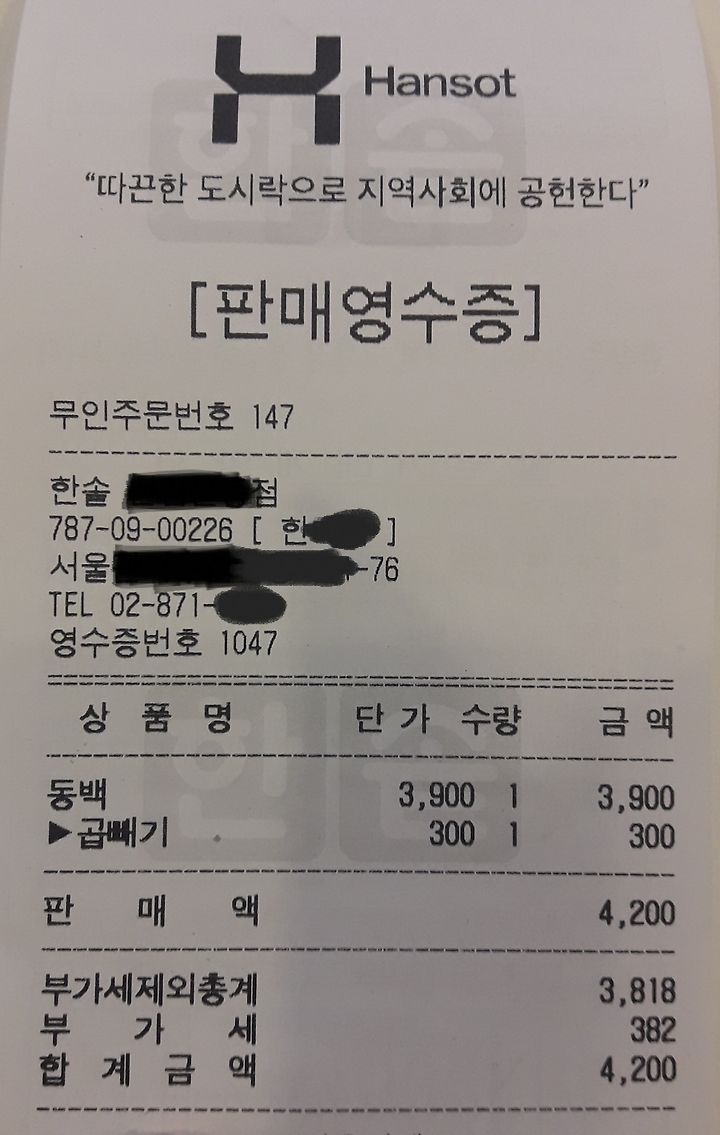 Hansot
“따끈한 도시락으로 지역사회에 공헌한다”
[판매영수증]
무인주문번호 147
한솥 점
787-09-00226 [ 한 ]
서울 -76
TEL 02-871-
영수증번호 1047
상 품 명 단 가 수량 금 액
동백 3,900 1 3,900
▶곱빼기 300 1 300
판 매 액 4,200
부가세제외총계 3,818
부 가 세 382
합 계 금 액 4,200